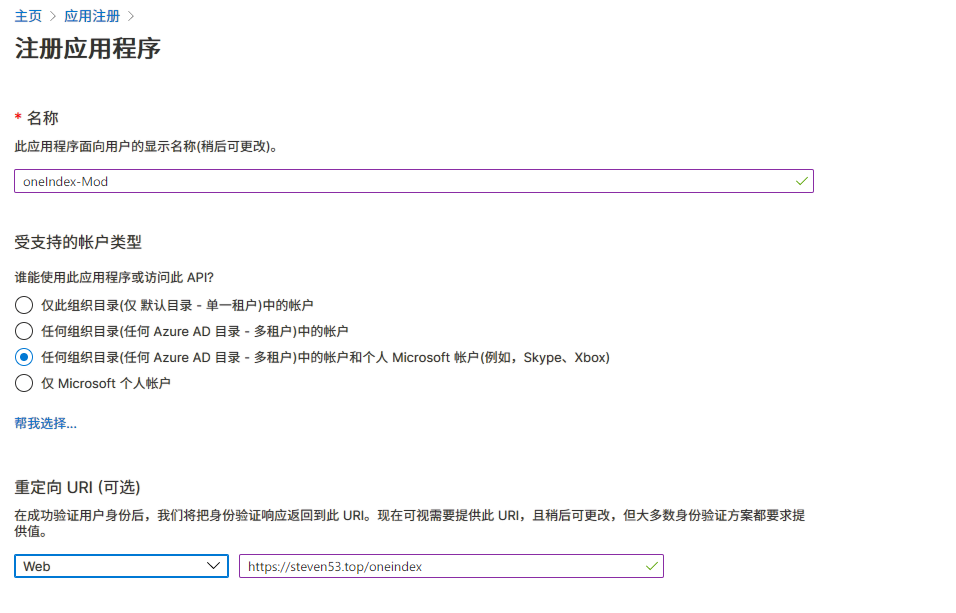 主页 > 应用注册 >
注册应用程序
* 名称
此应用程序面向用户的显示名称(稍后可更改)。
oneIndex-Mod
受支持的帐户类型
谁能使用此应用程序或访问此 API?
仅此组织目录(仅 默认目录 - 单一租户)中的帐户
任何组织目录(任何 Azure AD 目录 - 多租户)中的帐户
任何组织目录(任何 Azure AD 目录 - 多租户)中的帐户和个人 Microsoft 帐户(例如，Skype、Xbox)
仅 Microsoft 个人帐户
帮我选择...
重定向 URI (可选)
在成功验证用户身份后，我们将把身份验证响应返回到此 URI。现在可视需要提供此 URI，且稍后可更改，但大多数身份验证方案都要求提
供值。
Web https://steven53.top/oneindex